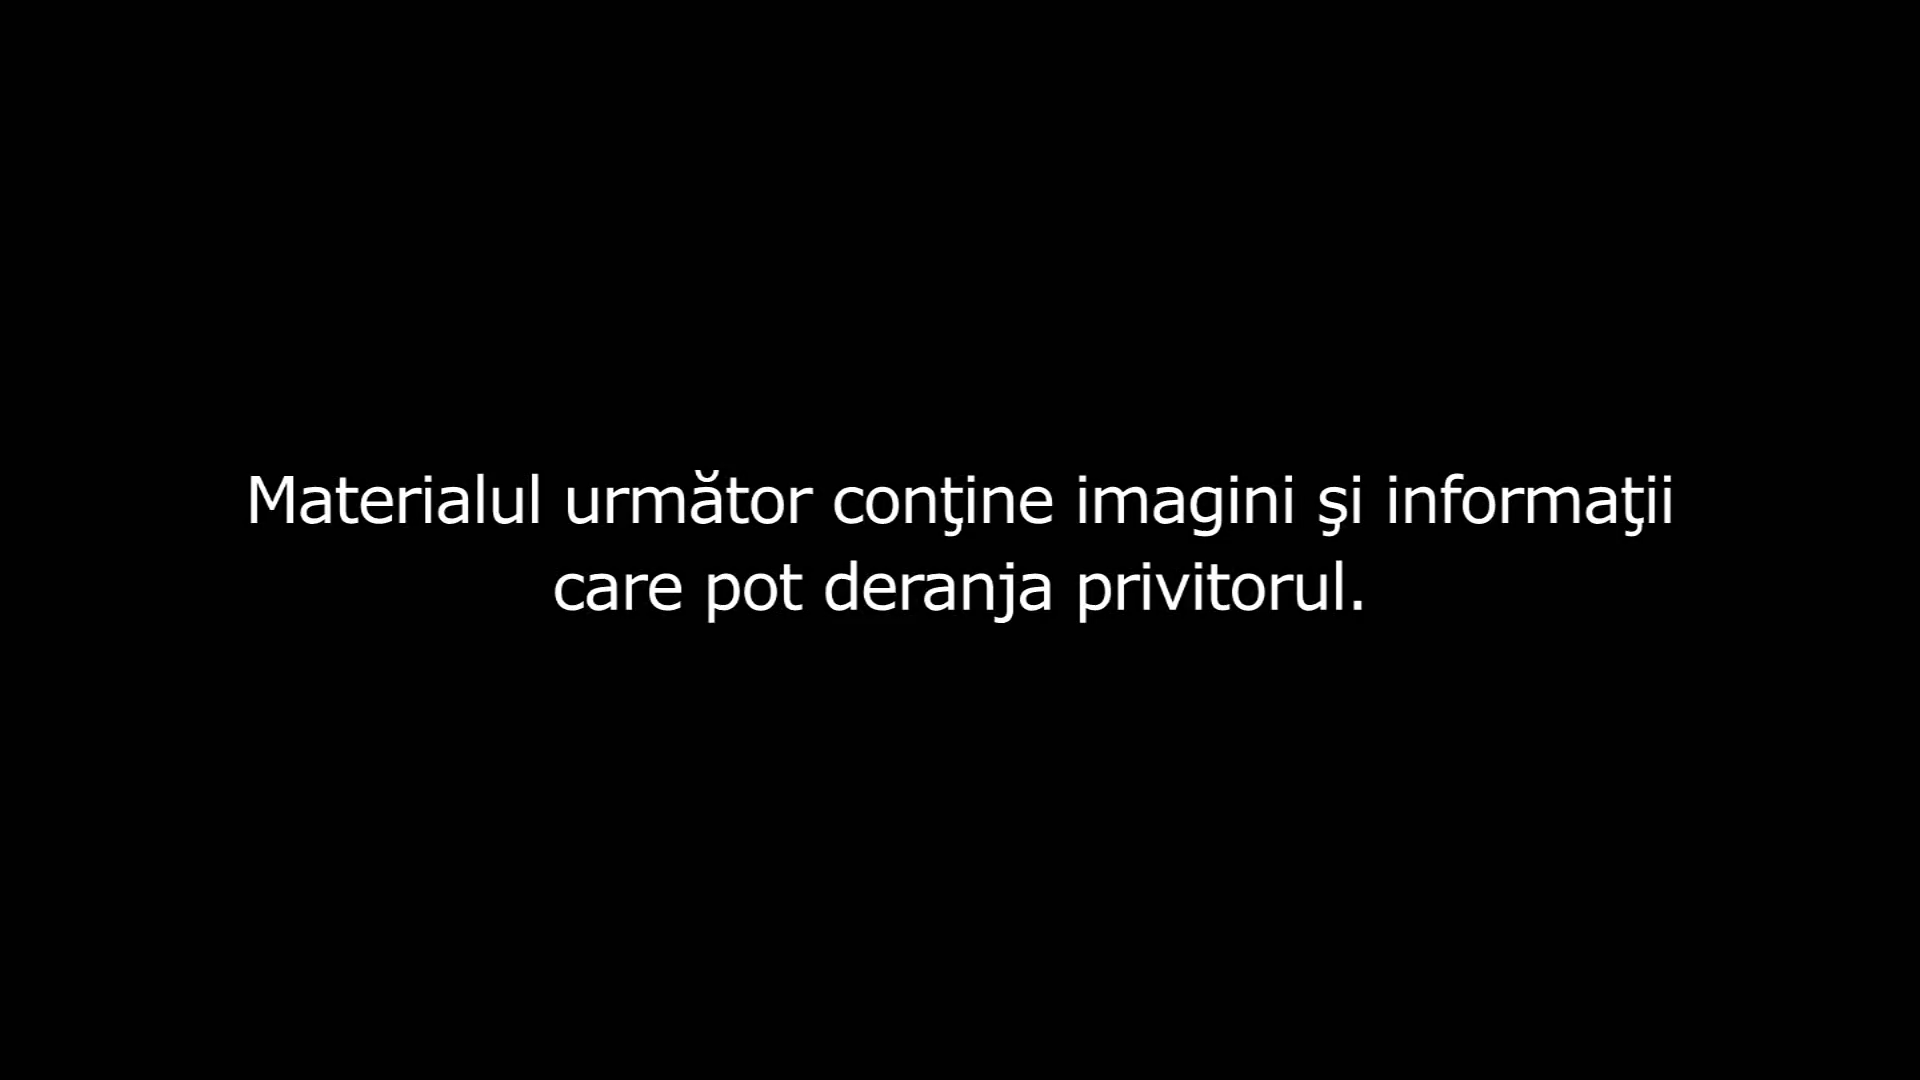 Materialul următor conţine imagini şi informaţii
care pot deranja privitorul.